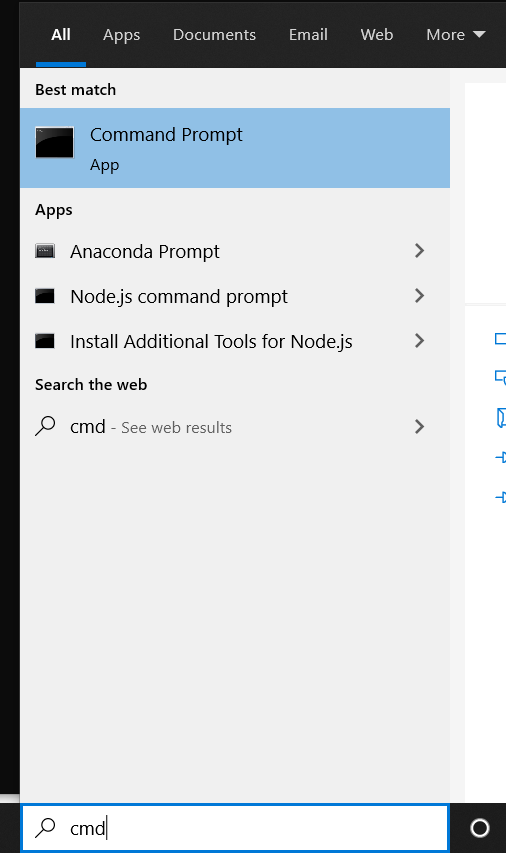 All Apps Documents Email Web More
Best match
Command Prompt
App
Apps
Anaconda Prompt
Node.js command prompt
Install Additional Tools for Node.js
Search the web
cmd - See web results
cmd